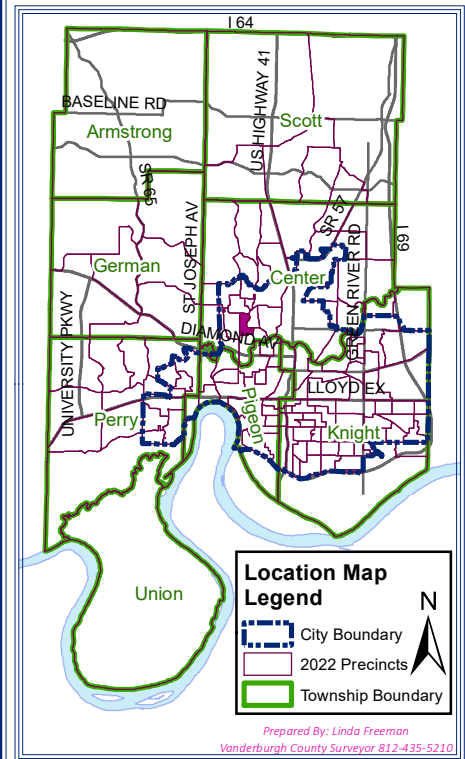 I 64
BASELINE RD
Armstrong
US HIGHWAY 41
Scott
SR 65
SR 57
I 69
German
ST JOSEPH AV
Center
GREEN RIVER RD
DIAMOND AV
UNIVERSITY PKWY
LLOYD EX
Perry
Pigeon
Knight
Union
Location Map
Legend
N
City Boundary
2022 Precincts
Township Boundary
Prepared By: Linda Freeman
Vanderburgh County Surveyor 812-435-5210